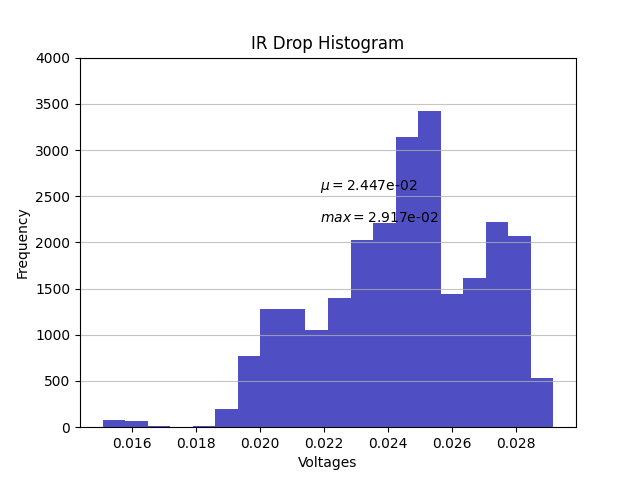 IR Drop Histogram
4000
3500
3000
2500
2000
1500
1000
500
0
μ = 2.447e-02
max = 2.917e-02
Frequency
0.016 0.018 0.020 0.022 0.024 0.026 0.028
Voltages